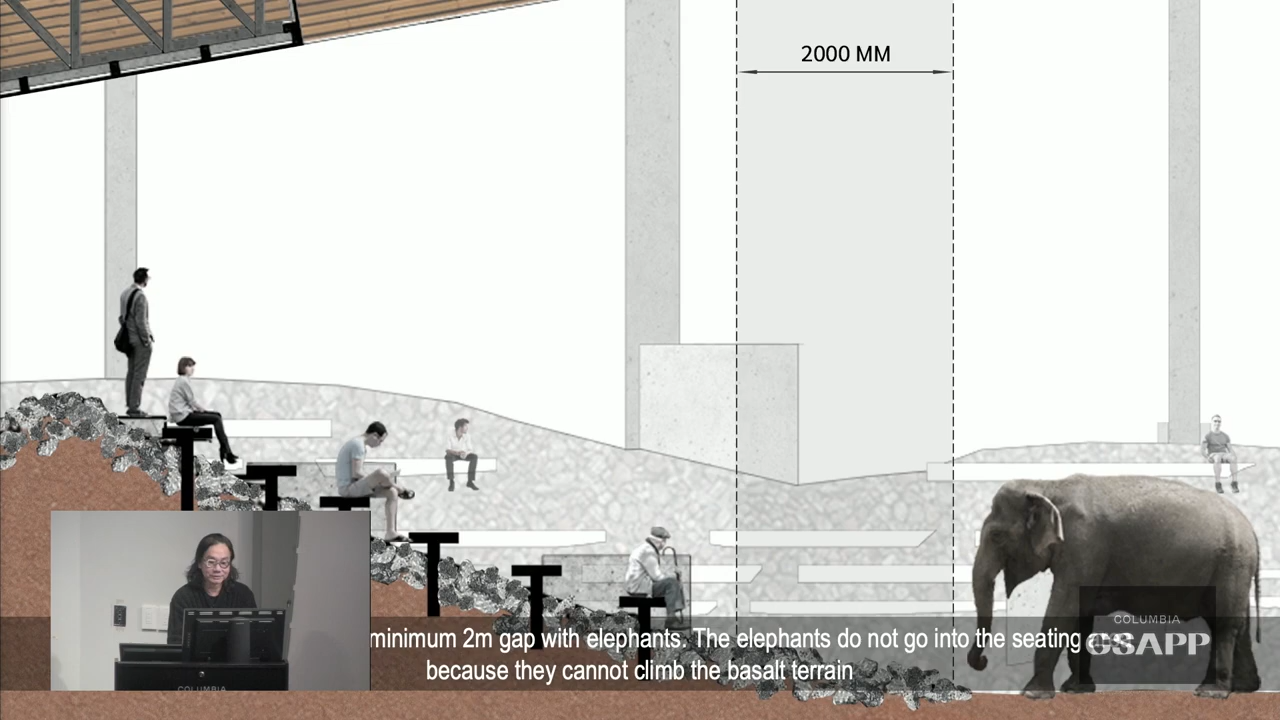 2000 MM
minimum 2m gap with elephants. The elephants do not go into the seating
because they cannot climb the basalt terrain
COLUMBIA
GSAPP
COLUMBIA